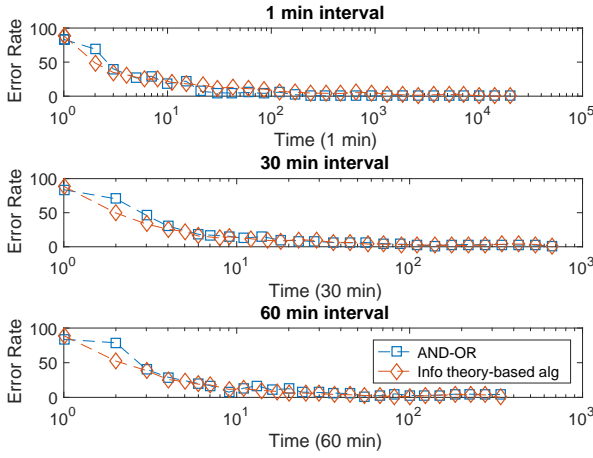 1 min interval
Error Rate
100
50
0
10^0
10^1
10^2
10^3
10^4
10^5
Time (1 min)
30 min interval
Error Rate
100
50
0
10^0
10^1
10^2
10^3
Time (30 min)
60 min interval
Error Rate
100
50
0
AND-OR
Info theory-based alg
10^0
10^1
10^2
10^3
Time (60 min)